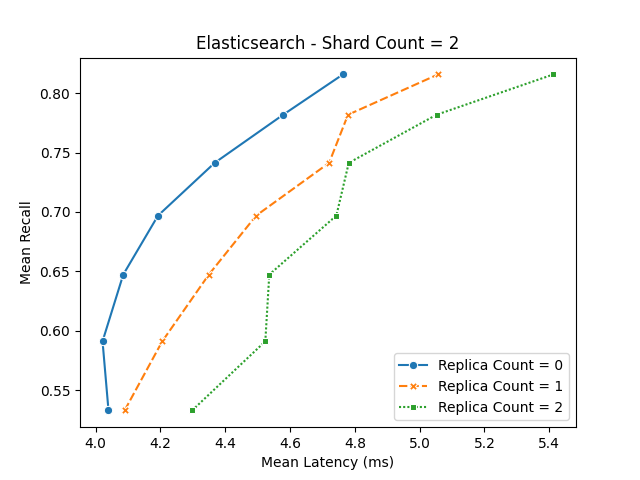 Elasticsearch - Shard Count = 2
Mean Recall
0.80
0.75
0.70
0.65
0.60
0.55
Replica Count = 0
Replica Count = 1
Replica Count = 2
4.0 4.2 4.4 4.6 4.8 5.0 5.2 5.4
Mean Latency (ms)